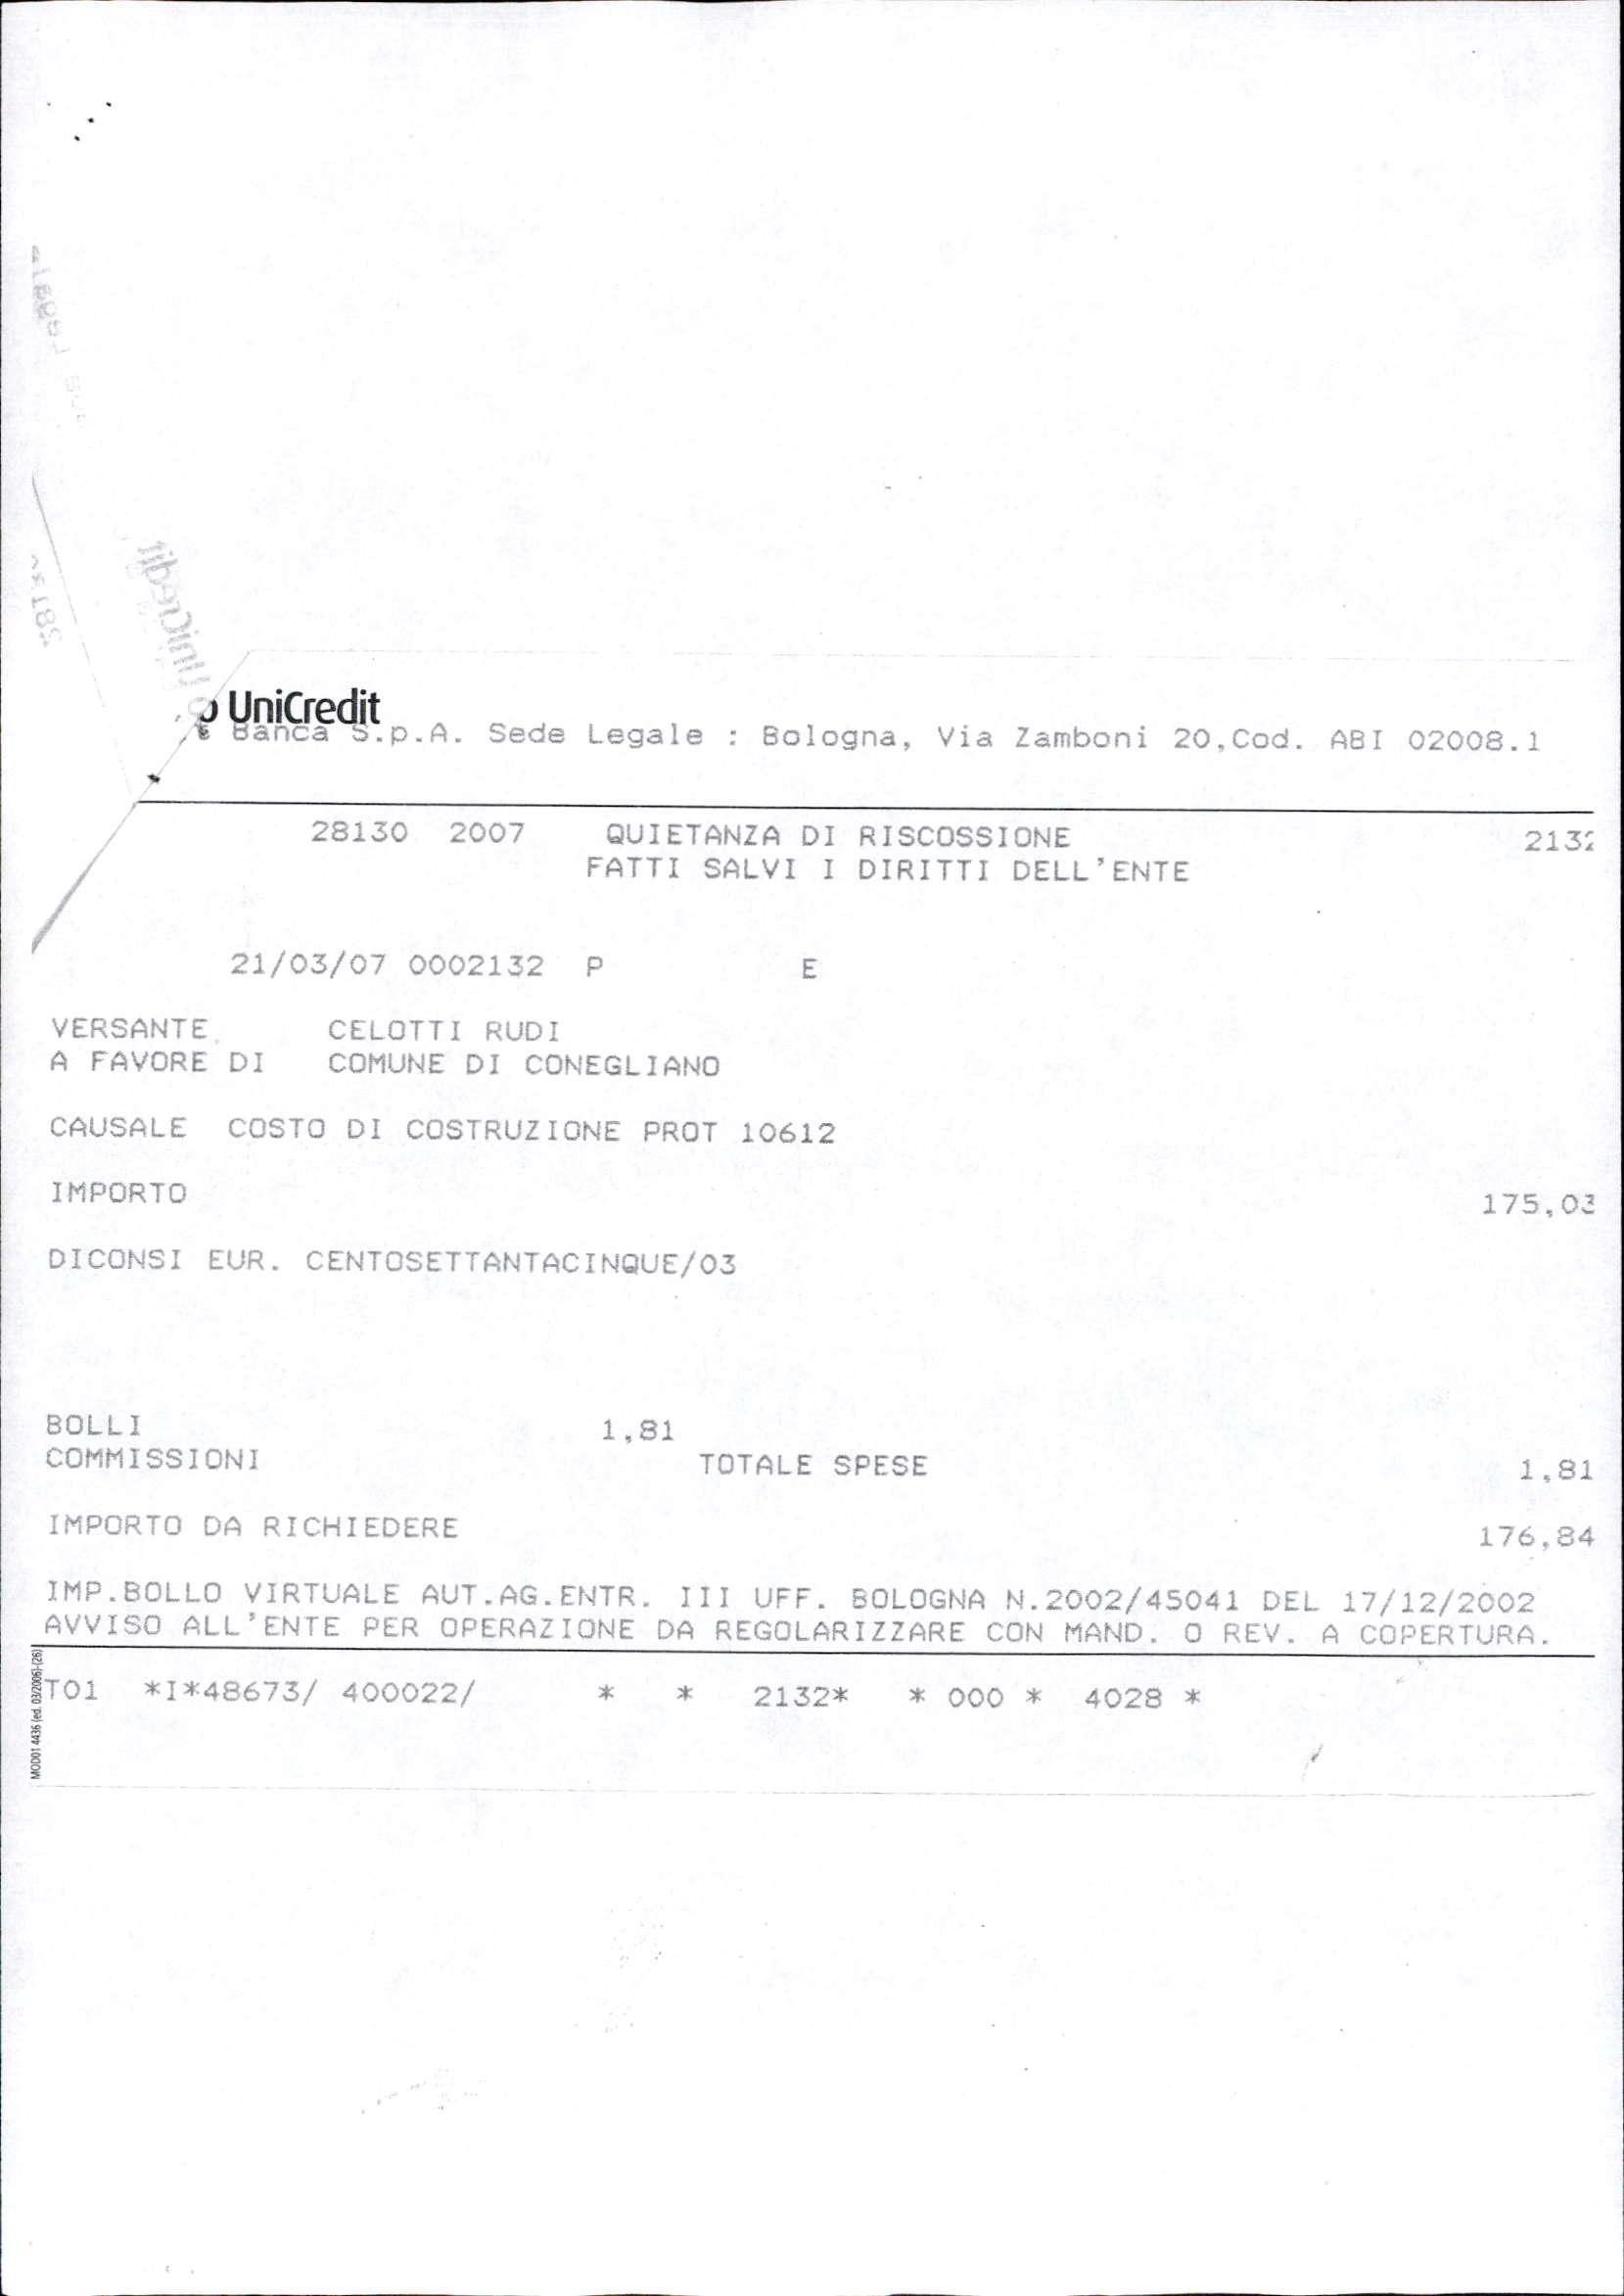 UniCredit
Banca S.p.A. Sede Legale : Bologna, Via Zamboni 20,Cod. ABI 02008.1
28130 2007 QUIETANZA DI RISCOSSIONE 2132
FATTI SALVI I DIRITTI DELL'ENTE
21/03/07 0002132 P E
VERSANTE CELOTTI RUDI
A FAVORE DI COMUNE DI CONEGLIANO
CAUSALE COSTO DI COSTRUZIONE PROT 10612
IMPORTO 175,03
DICONSI EUR. CENTOSETTANTACINQUE/03
BOLLI 1,81
COMMISSIONI TOTALE SPESE 1,81
IMPORTO DA RICHIEDERE 176,84
IMP.BOLLO VIRTUALE AUT.AG.ENTR. III UFF. BOLOGNA N.2002/45041 DEL 17/12/2002
AVVISO ALL'ENTE PER OPERAZIONE DA REGOLARIZZARE CON MAND. O REV. A COPERTURA.
T01 *I*48673/ 400022/ * * 2132* * 000 * 4028 *
MOD01 4436 (ed. 03/2006) (26)